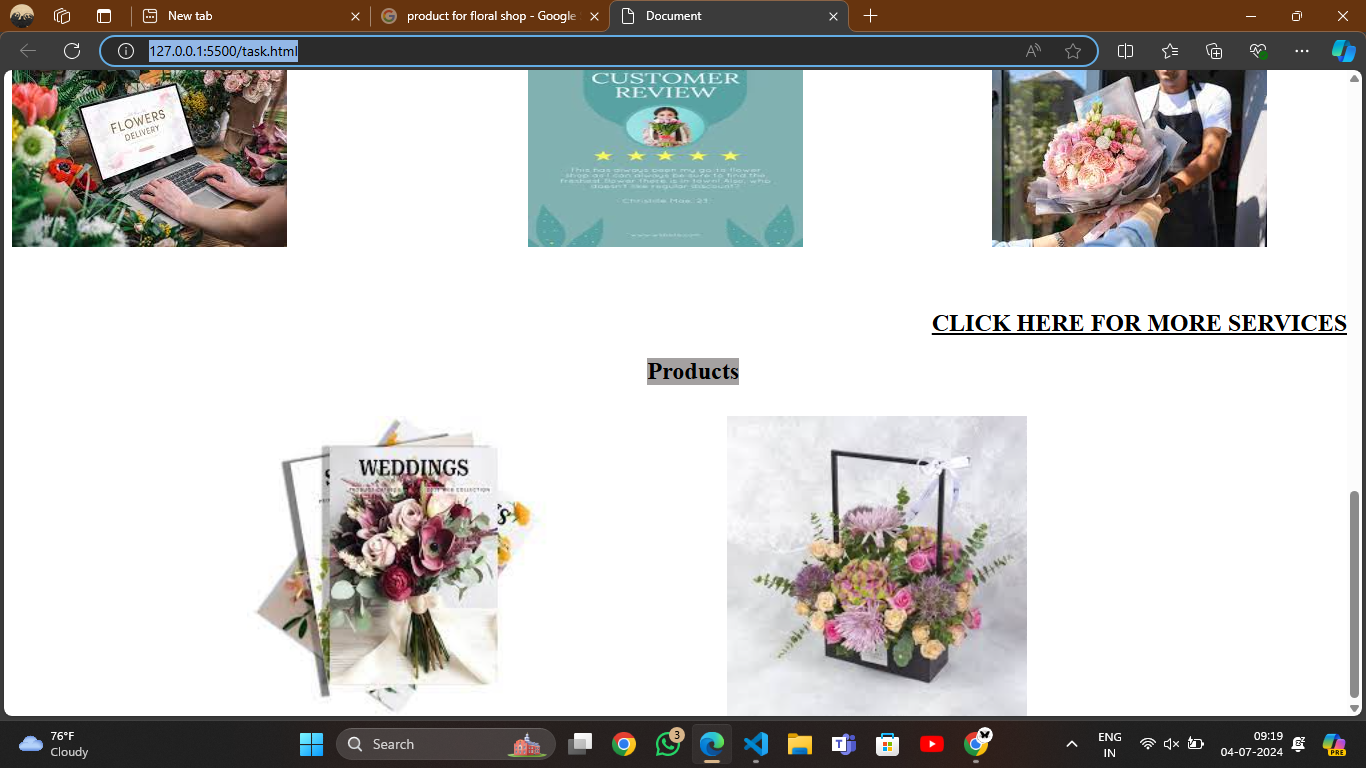 New tab
product for floral shop - Google
Document
127.0.0.1:5500/task.html
FLOWERS
DELIVERY
CUSTOMER
REVIEW
This has always been my go to flower
shop as I can always be sure to find the
freshest flower there is in town! Also, who
doesn't like regular discount?
- Christine Mae, 23
CLICK HERE FOR MORE SERVICES
Products
WEDDINGS
76°F
Cloudy
Search
3
ENG
IN
09:19
04-07-2024
PRE